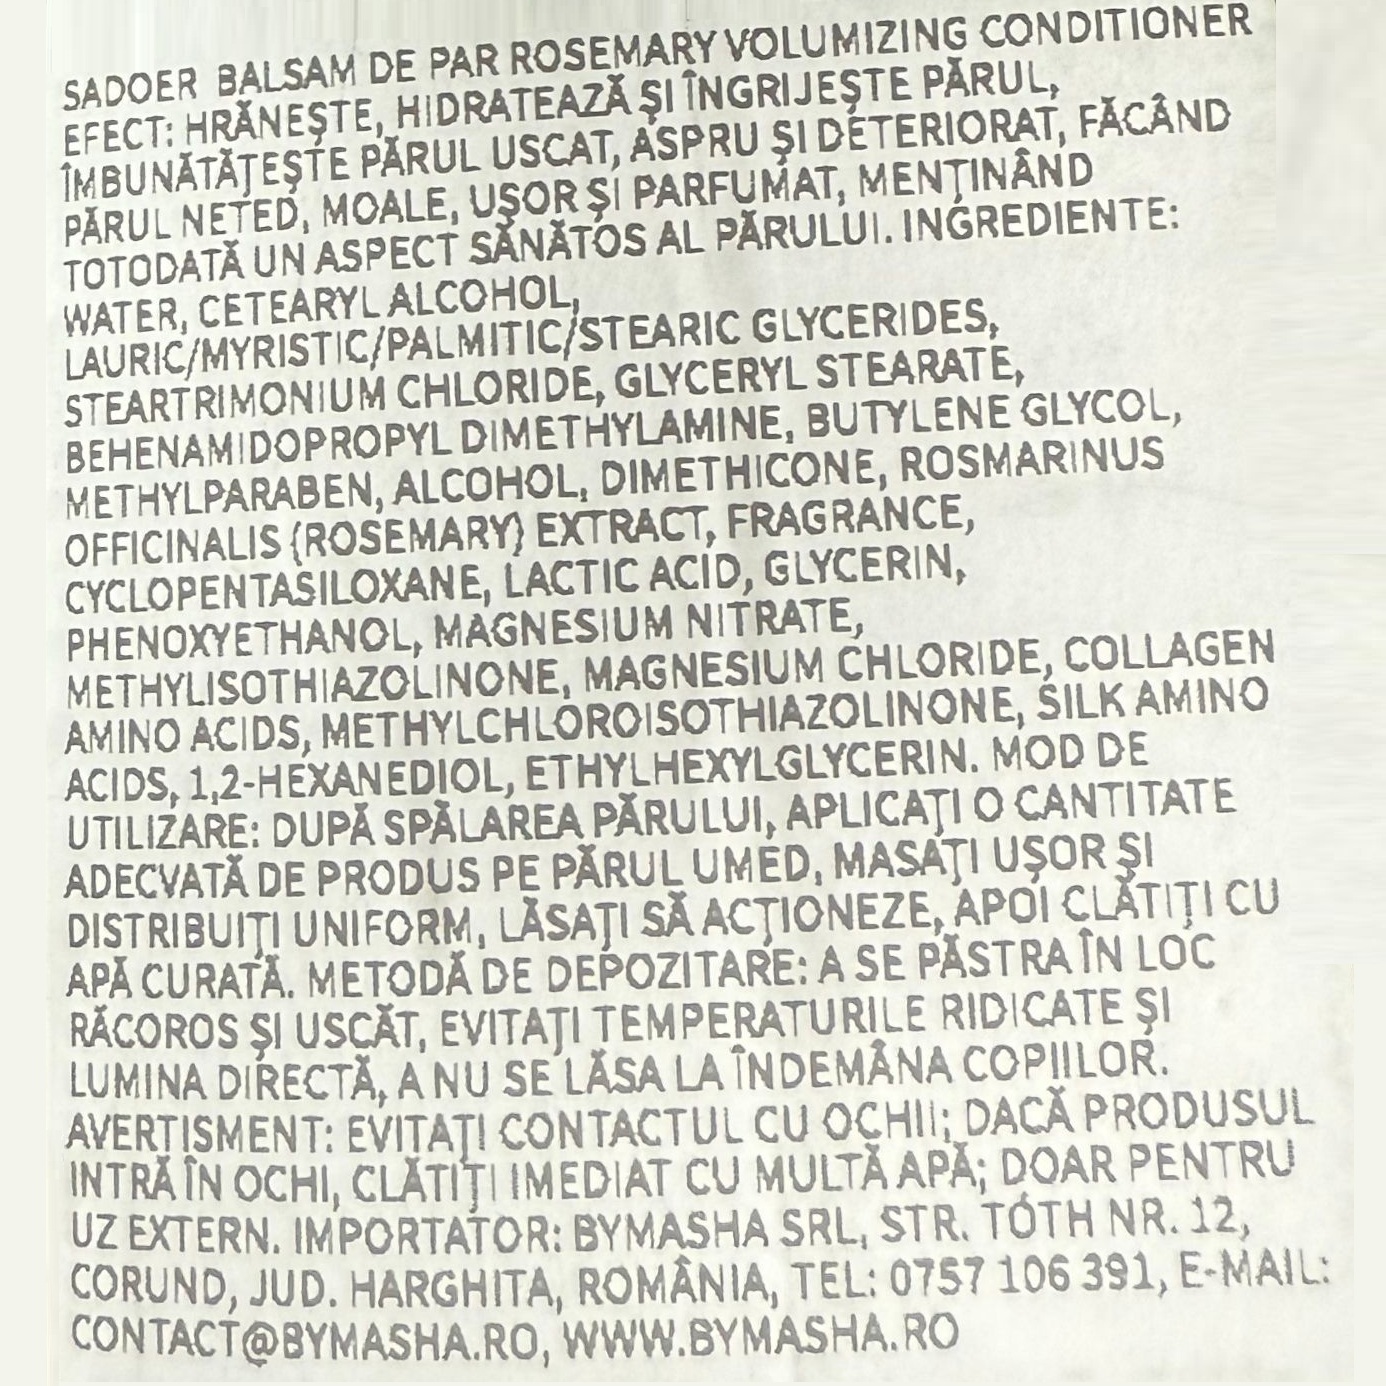 SADOER BALSAM DE PAR ROSEMARY VOLUMIZING CONDITIONER
EFECT: HRĂNEȘTE, HIDRATEAZĂ ȘI ÎNGRIJEȘTE PĂRUL,
ÎMBUNĂTĂȚEȘTE PĂRUL USCAT, ASPRU ȘI DETERIORAT, FĂCÂND
PĂRUL NETED, MOALE, UȘOR ȘI PARFUMAT, MENȚINÂND
TOTODATĂ UN ASPECT SĂNĂTOS AL PĂRULUI. INGREDIENTE:
WATER, CETEARYL ALCOHOL,
LAURIC/MYRISTIC/PALMITIC/STEARIC GLYCERIDES,
STEARTRIMONIUM CHLORIDE, GLYCERYL STEARATE,
BEHENAMIDOPROPYL DIMETHYLAMINE, BUTYLENE GLYCOL,
METHYLPARABEN, ALCOHOL, DIMETHICONE, ROSMARINUS
OFFICINALIS (ROSEMARY) EXTRACT, FRAGRANCE,
CYCLOPENTASILOXANE, LACTIC ACID, GLYCERIN,
PHENOXYETHANOL, MAGNESIUM NITRATE,
METHYLISOTHIAZOLINONE, MAGNESIUM CHLORIDE, COLLAGEN
AMINO ACIDS, METHYLCHLOROISOTHIAZOLINONE, SILK AMINO
ACIDS, 1,2-HEXANEDIOL, ETHYLHEXYLGLYCERIN. MOD DE
UTILIZARE: DUPĂ SPĂLAREA PĂRULUI, APLICAȚI O CANTITATE
ADECVATĂ DE PRODUS PE PĂRUL UMED, MASAȚI UȘOR ȘI
DISTRIBUIȚI UNIFORM, LĂSAȚI SĂ ACȚIONEZE, APOI CLĂTIȚI CU
APĂ CURATĂ. METODĂ DE DEPOZITARE: A SE PĂSTRA ÎN LOC
RĂCOROS ȘI USCĂT, EVITAȚI TEMPERATURILE RIDICATE ȘI
LUMINA DIRECTĂ, A NU SE LĂSA LA ÎNDEMÂNA COPIILOR.
AVERTISMENT: EVITAȚI CONTACTUL CU OCHII; DACĂ PRODUSUL
INTRĂ ÎN OCHI, CLĂTIȚI IMEDIAT CU MULTĂ APĂ; DOAR PENTRU
UZ EXTERN. IMPORTATOR: BYMASHA SRL, STR. TÓTH NR. 12,
CORUND, JUD. HARGHITA, ROMÂNIA, TEL: 0757 106 391, E-MAIL:
CONTACT@BYMASHA.RO, WWW.BYMASHA.RO